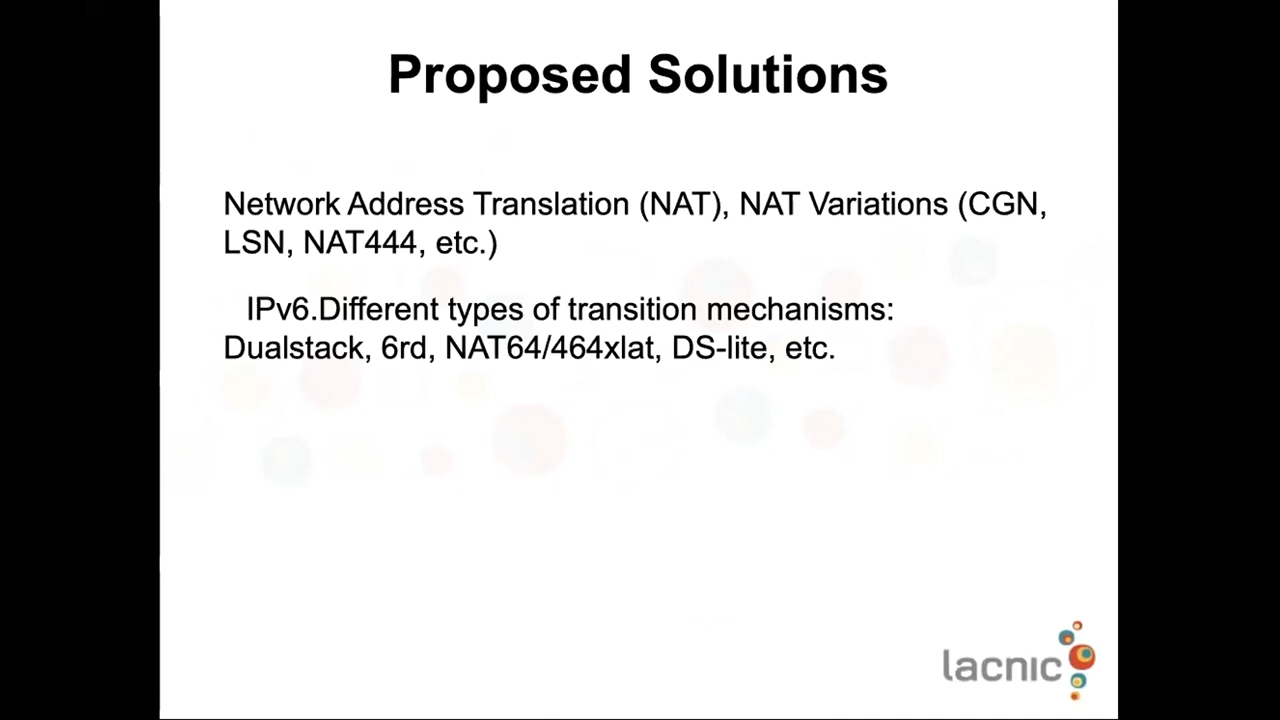 Proposed Solutions
Network Address Translation (NAT), NAT Variations (CGN,
LSN, NAT444, etc.)
IPv6.Different types of transition mechanisms:
Dualstack, 6rd, NAT64/464xlat, DS-lite, etc.
lacnic